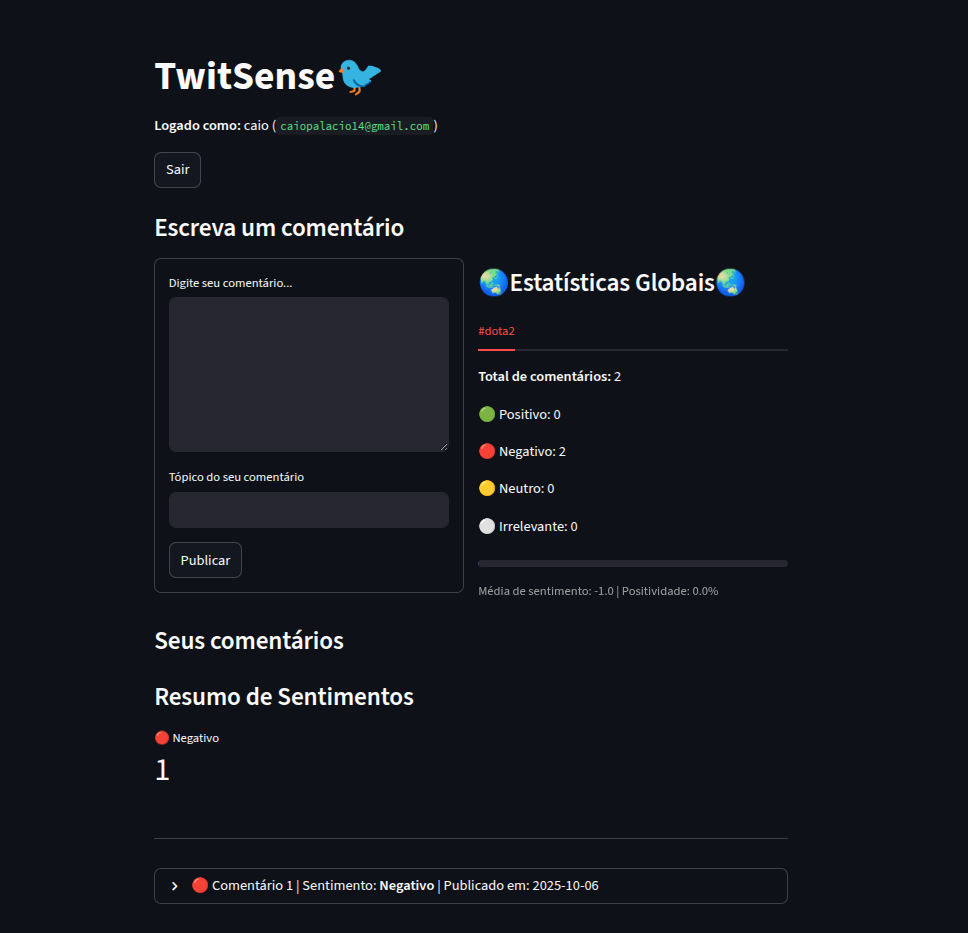 TwitSense🐦
Logado como: caio ( caiopalacio14@gmail.com )
Sair
Escreva um comentário
Digite seu comentário...
Tópico do seu comentário
Publicar
🌏Estatísticas Globais🌏
#dota2
Total de comentários: 2
🟢 Positivo: 0
🔴 Negativo: 2
🟡 Neutro: 0
⚪ Irrelevante: 0
Média de sentimento: -1.0 | Positividade: 0.0%
Seus comentários
Resumo de Sentimentos
🔴 Negativo
1
🔴 Comentário 1 | Sentimento: Negativo | Publicado em: 2025-10-06